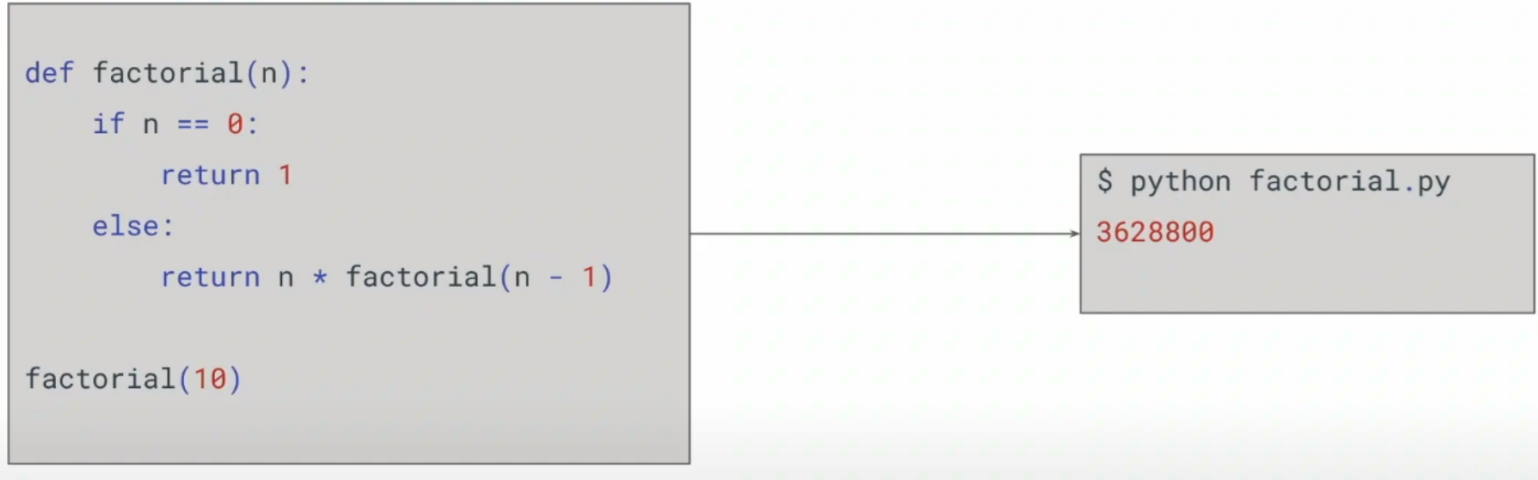 def factorial(n):
    if n == 0:
        return 1
    else:
        return n * factorial(n - 1)

factorial(10)
$ python factorial.py
3628800